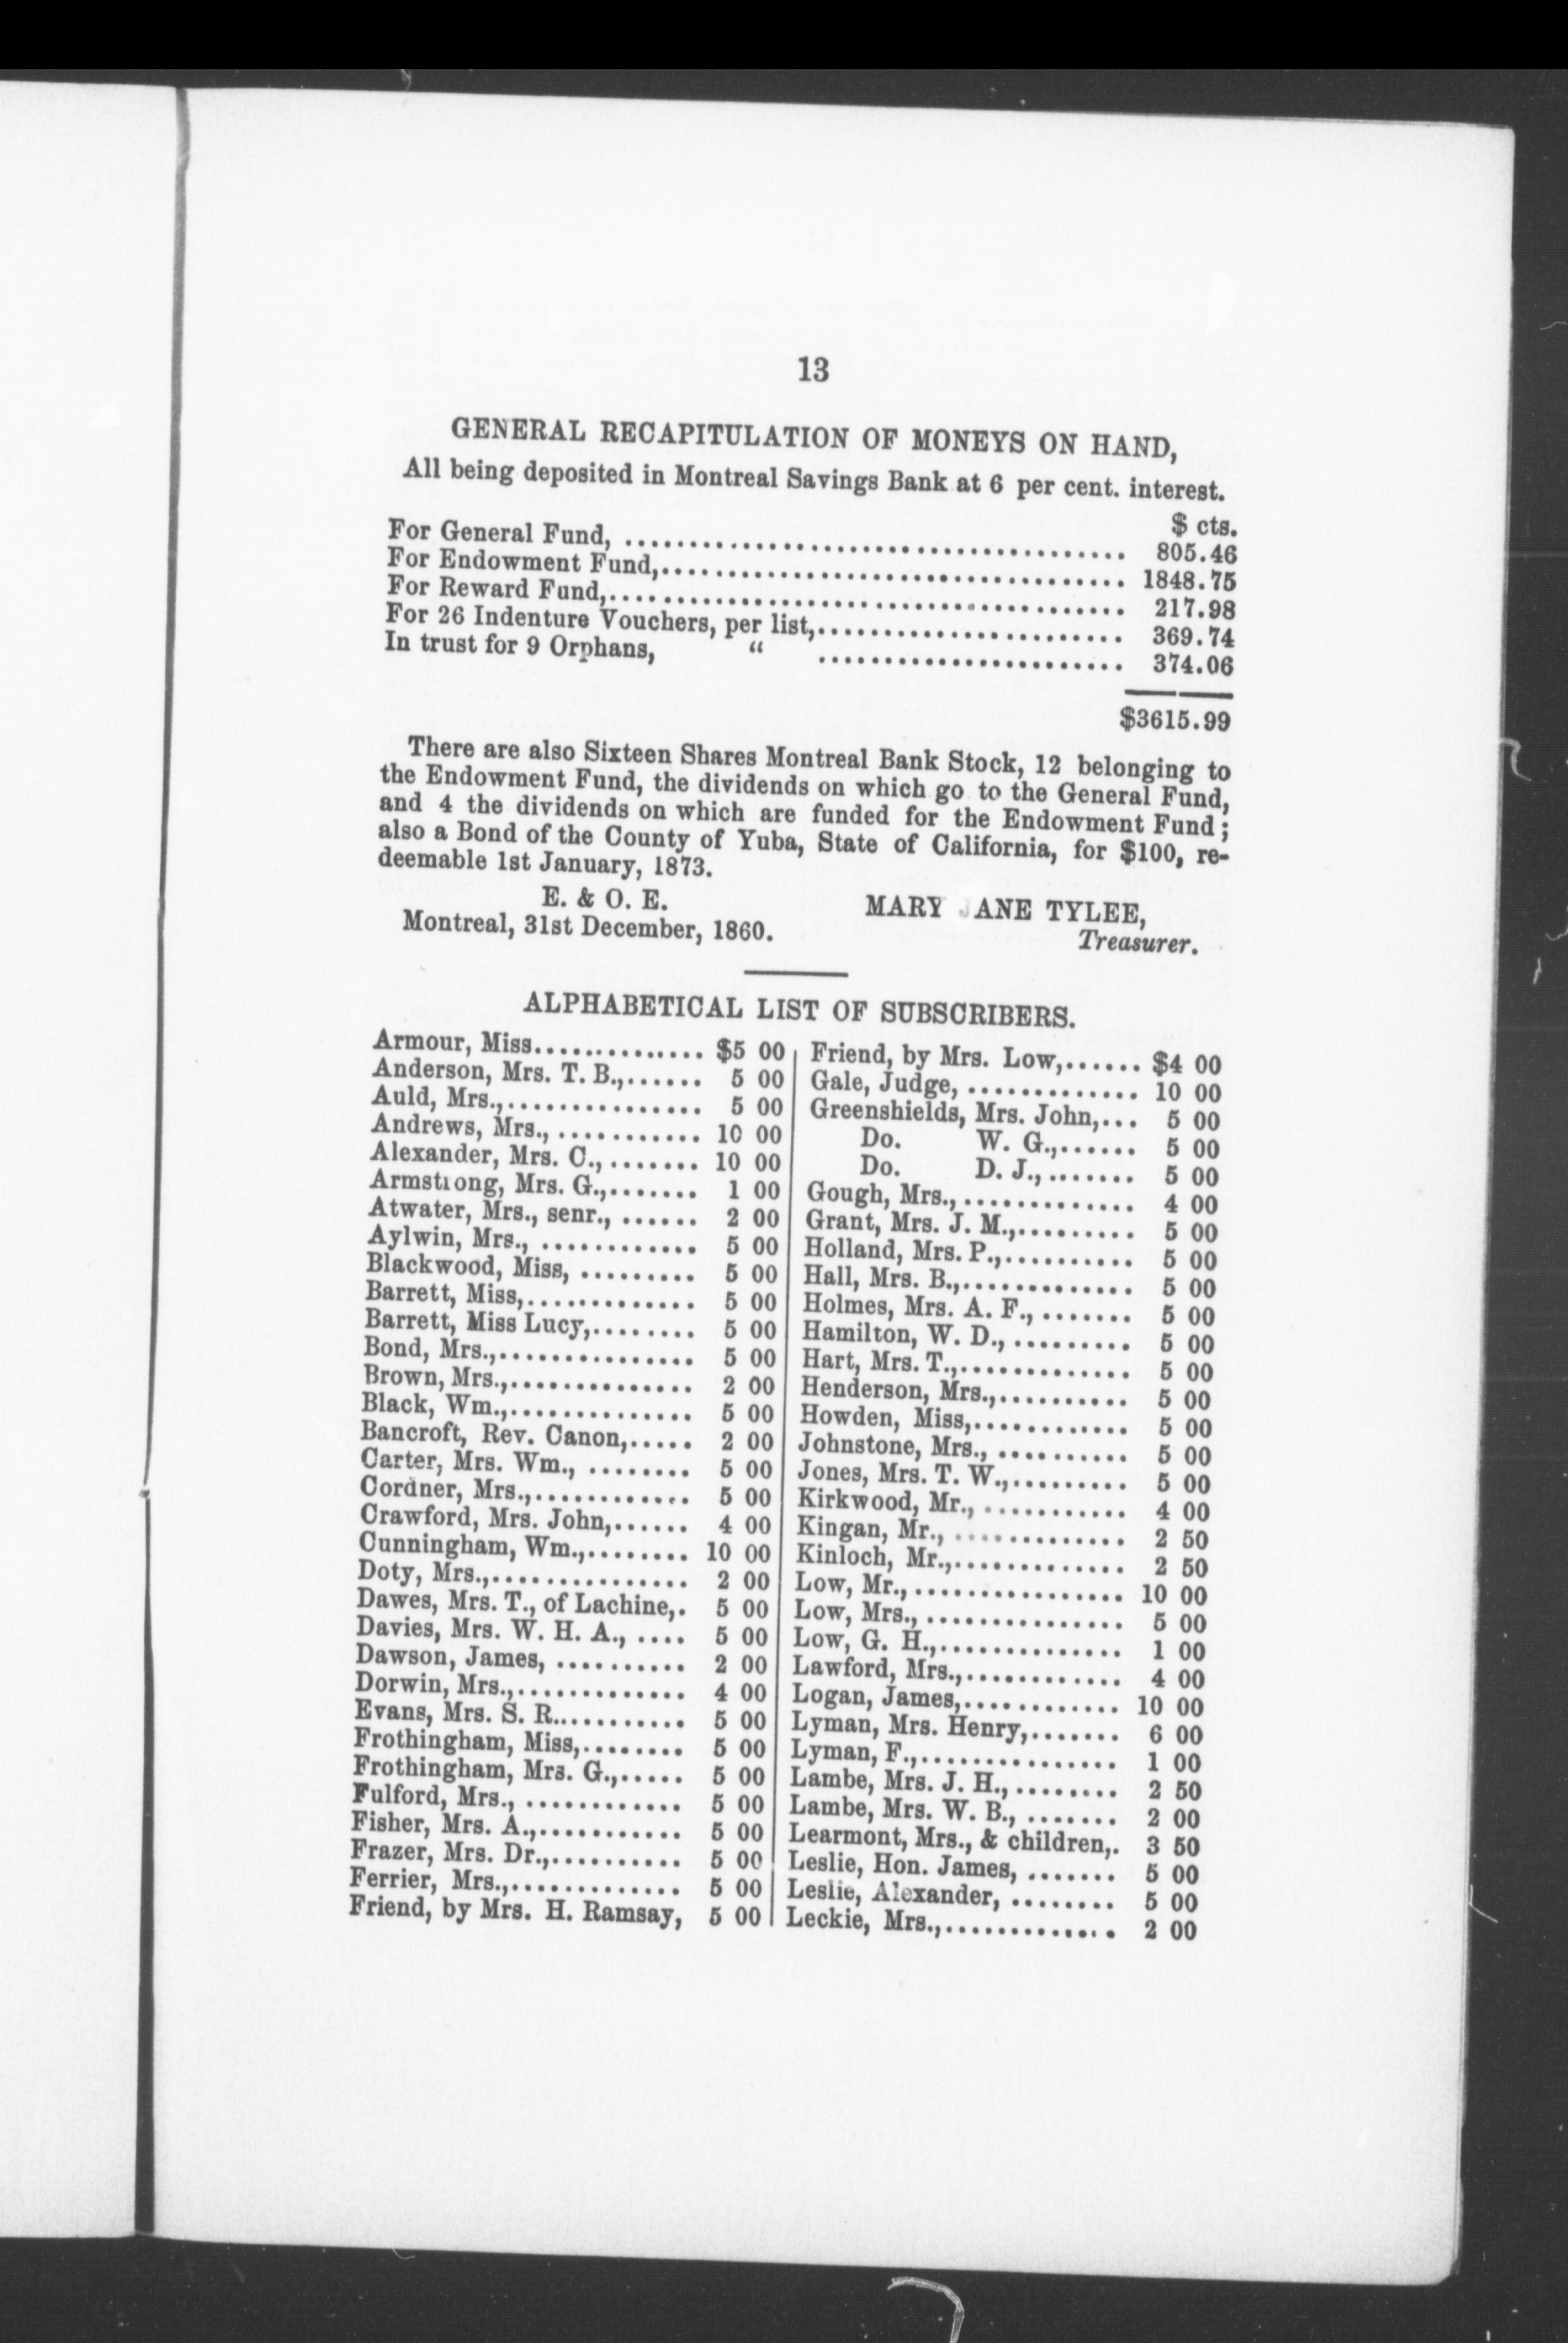 13
GENERAL RECAPITULATION OF MONEYS ON HAND,
All being deposited in Montreal Savings Bank at 6 per cent. interest.
$ cts.
For General Fund, ...................................... 805.46
For Endowment Fund,.................................... 1848.75
For Reward Fund,........................................ 217.98
For 26 Indenture Vouchers, per list,........................ 369.74
In trust for 9 Orphans, “ ........................ 374.06
$3615.99
There are also Sixteen Shares Montreal Bank Stock, 12 belonging to
the Endowment Fund, the dividends on which go to the General Fund,
and 4 the dividends on which are funded for the Endowment Fund;
also a Bond of the County of Yuba, State of California, for $100, re-
deemable 1st January, 1873.
E. & O. E.
Montreal, 31st December, 1860.
MARY JANE TYLEE,
Treasurer.
ALPHABETICAL LIST OF SUBSCRIBERS.
Armour, Miss.............. $5 00
Anderson, Mrs. T. B.,...... 5 00
Auld, Mrs.,............... 5 00
Andrews, Mrs., ........... 10 00
Alexander, Mrs. C., ....... 10 00
Armstrong, Mrs. G.,....... 1 00
Atwater, Mrs., senr., ...... 2 00
Aylwin, Mrs., ............ 5 00
Blackwood, Miss, ......... 5 00
Barrett, Miss,............. 5 00
Barrett, Miss Lucy,........ 5 00
Bond, Mrs.,............... 5 00
Brown, Mrs.,.............. 2 00
Black, Wm.,.............. 5 00
Bancroft, Rev. Canon,..... 2 00
Carter, Mrs. Wm., ........ 5 00
Cordner, Mrs.,............ 5 00
Crawford, Mrs. John,...... 4 00
Cunningham, Wm.,........ 10 00
Doty, Mrs.,............... 2 00
Dawes, Mrs. T., of Lachine,. 5 00
Davies, Mrs. W. H. A., .... 5 00
Dawson, James, .......... 2 00
Dorwin, Mrs.,............. 4 00
Evans, Mrs. S. R........... 5 00
Frothingham, Miss,........ 5 00
Frothingham, Mrs. G.,..... 5 00
Fulford, Mrs., ............ 5 00
Fisher, Mrs. A.,........... 5 00
Frazer, Mrs. Dr.,.......... 5 00
Ferrier, Mrs.,............. 5 00
Friend, by Mrs. H. Ramsay, 5 00
Friend, by Mrs. Low,...... $4 00
Gale, Judge, ............. 10 00
Greenshields, Mrs. John,... 5 00
Do. W. G.,...... 5 00
Do. D. J., ....... 5 00
Gough, Mrs., ............. 4 00
Grant, Mrs. J. M.,......... 5 00
Holland, Mrs. P.,.......... 5 00
Hall, Mrs. B.,............. 5 00
Holmes, Mrs. A. F., ....... 5 00
Hamilton, W. D., ......... 5 00
Hart, Mrs. T.,............. 5 00
Henderson, Mrs.,.......... 5 00
Howden, Miss,............ 5 00
Johnstone, Mrs., .......... 5 00
Jones, Mrs. T. W.,......... 5 00
Kirkwood, Mr., ........... 4 00
Kingan, Mr., ............. 2 50
Kinloch, Mr.,............. 2 50
Low, Mr., ................ 10 00
Low, Mrs., ............... 5 00
Low, G. H.,.............. 1 00
Lawford, Mrs.,............ 4 00
Logan, James,............ 10 00
Lyman, Mrs. Henry,....... 6 00
Lyman, F.,............... 1 00
Lambe, Mrs. J. H., ........ 2 50
Lambe, Mrs. W. B., ....... 2 00
Learmont, Mrs., & children,. 3 50
Leslie, Hon. James, ....... 5 00
Leslie, Alexander, ........ 5 00
Leckie, Mrs.,............. 2 00